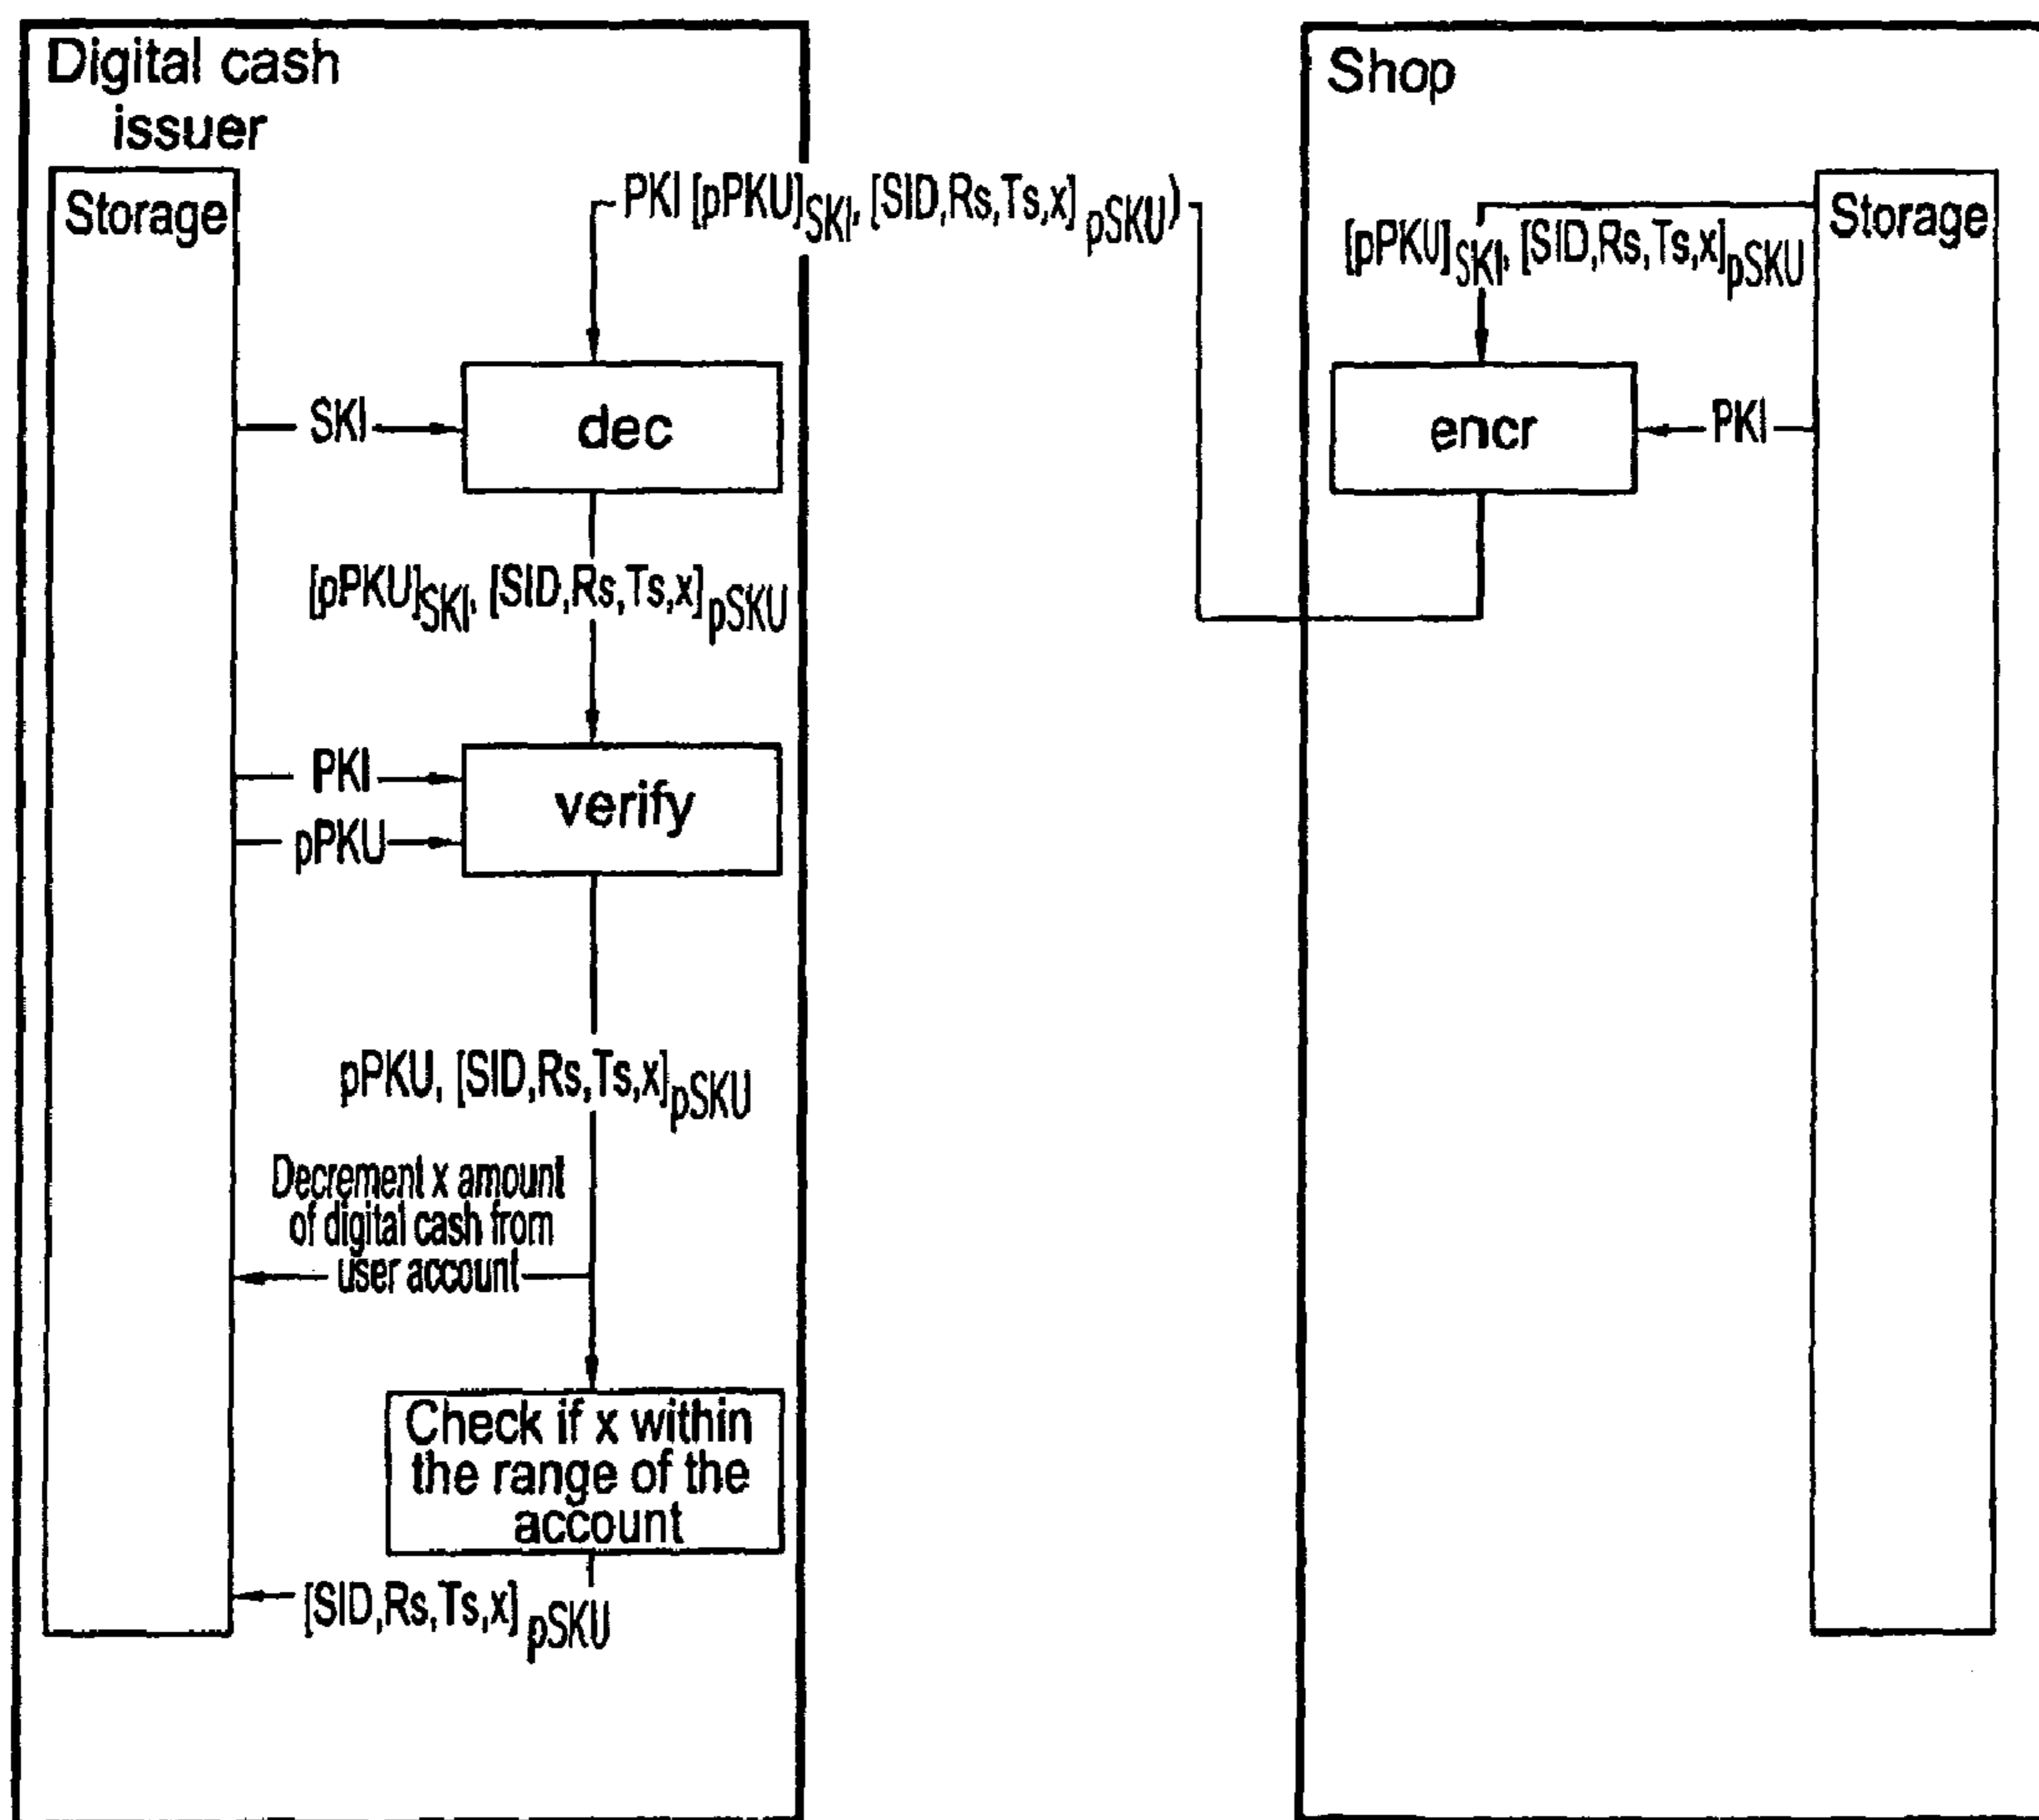 Digital cash
issuer
Storage
PKI [pPKU]SKI, [SID,Rs,Ts,x] pSKU)
SKI
dec
[pPKU]SKI, [SID,Rs,Ts,x]pSKU
PKI
pPKU
verify
pPKU, [SID,Rs,Ts,x]pSKU
Decrement x amount
of digital cash from
user account
Check if x within
the range of the
account
[SID,Rs,Ts,x] pSKU
Shop
Storage
[pPKU]SKI, [SID,Rs,Ts,x]pSKU
encr
PKI